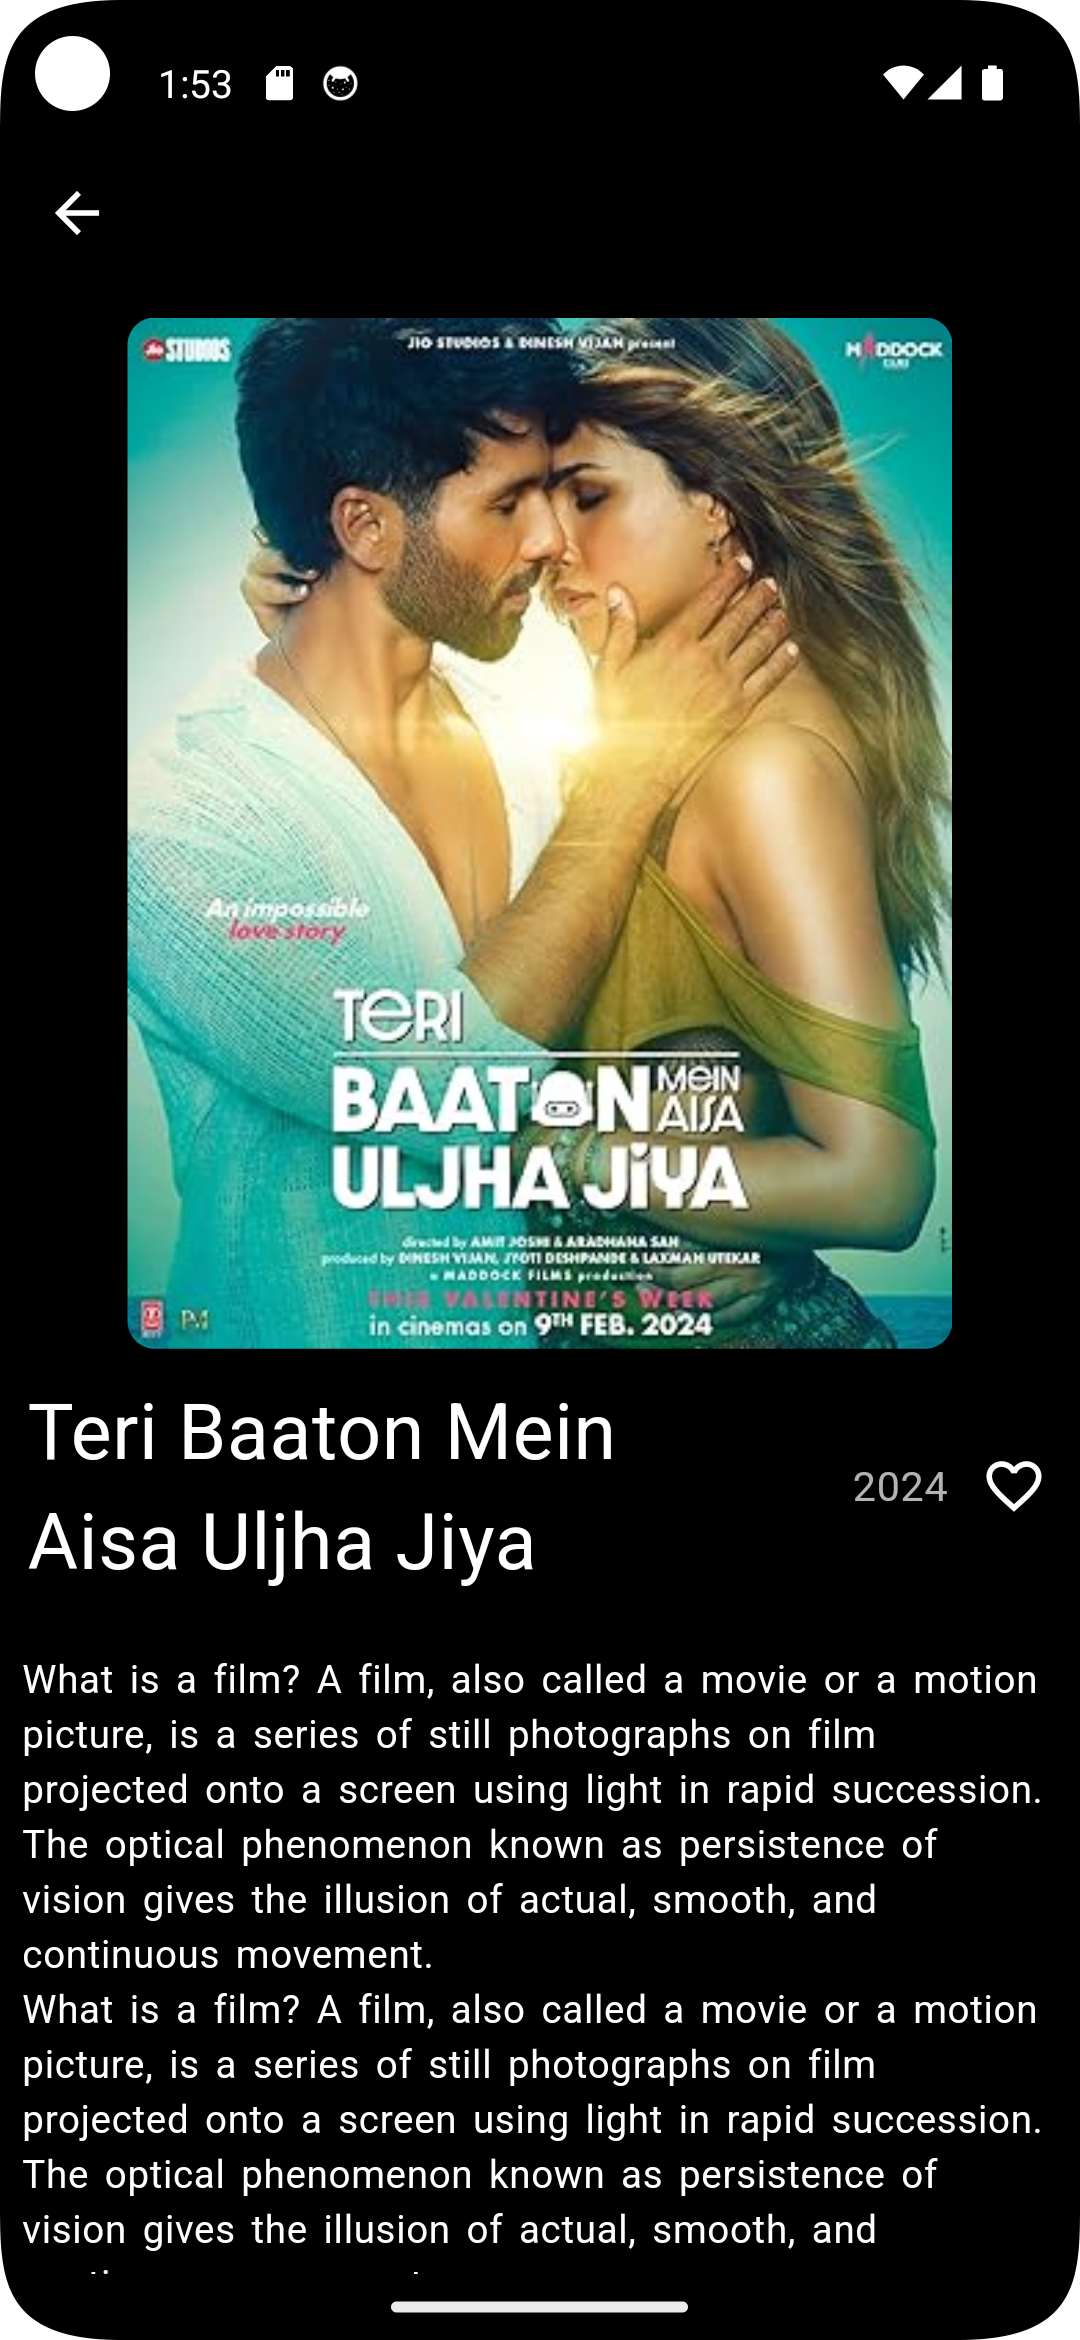 1:53
Jio STUDIOS
JIO STUDIOS & DINESH VIJAN present
MADDOCK
FILMS
An impossible
love story
TERI
BAATON MEIN AISA
ULJHA JIYA
directed by AMIT JOSHI & ARADHANA SAH
produced by DINESH VIJAN, JYOTI DESHPANDE & LAXMAN UTEKAR
a MADDOCK FILMS production
THIS VALENTINE'S WEEK
in cinemas on 9TH FEB. 2024
Teri Baaton Mein
Aisa Uljha Jiya
2024
What is a film? A film, also called a movie or a motion
picture, is a series of still photographs on film
projected onto a screen using light in rapid succession.
The optical phenomenon known as persistence of
vision gives the illusion of actual, smooth, and
continuous movement.
What is a film? A film, also called a movie or a motion
picture, is a series of still photographs on film
projected onto a screen using light in rapid succession.
The optical phenomenon known as persistence of
vision gives the illusion of actual, smooth, and